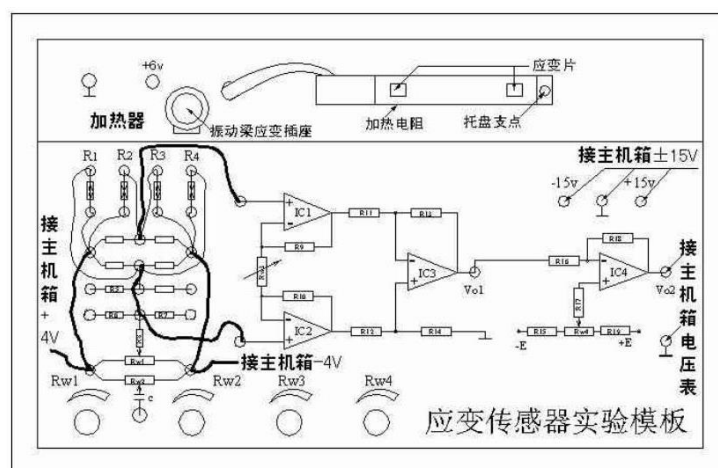 +6v
应变片
加热器
振动梁应变插座
加热电阻
托盘支点
R1 R2 R3 R4
接主机箱±15V
-15v +15v
接主机箱+4V
IC1
R11
R12
R9
IC3
Vo1
R16
R18
IC4
Vo2
接主机箱电压表
R5
R6 R7
R10
IC2
R13
R14
R17
R15 Rw4 R19
-E +E
Rw1
Rw2
c
接主机箱-4V
Rw1 Rw2 Rw3 Rw4
应变传感器实验模板